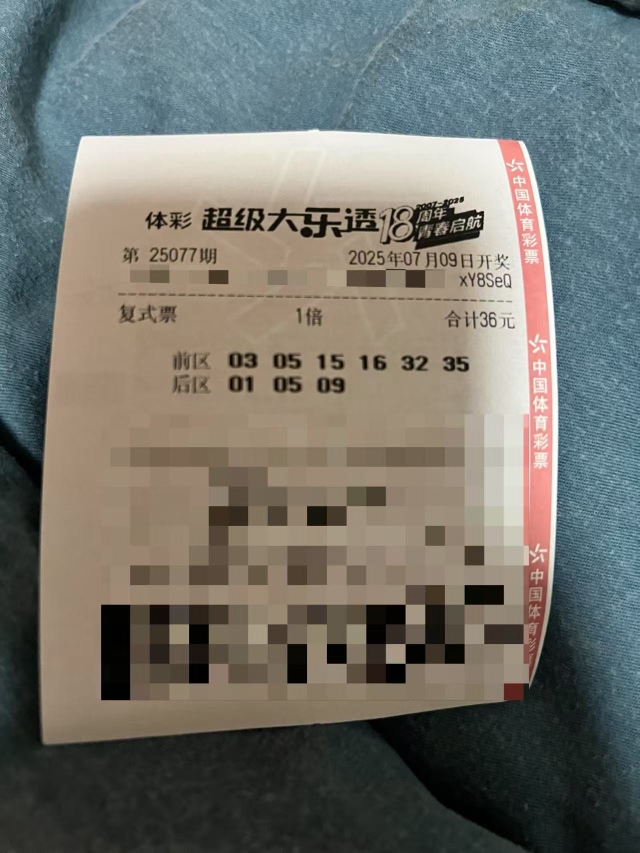 体彩 超级大乐透 18周年 2007-2025 青春启航
第 25077期 2025年07月09日开奖
xY8SeQ
复式票 1倍 合计36元
前区 03 05 15 16 32 35
后区 01 05 09
中国体育彩票
中国体育彩票
中国体育彩票